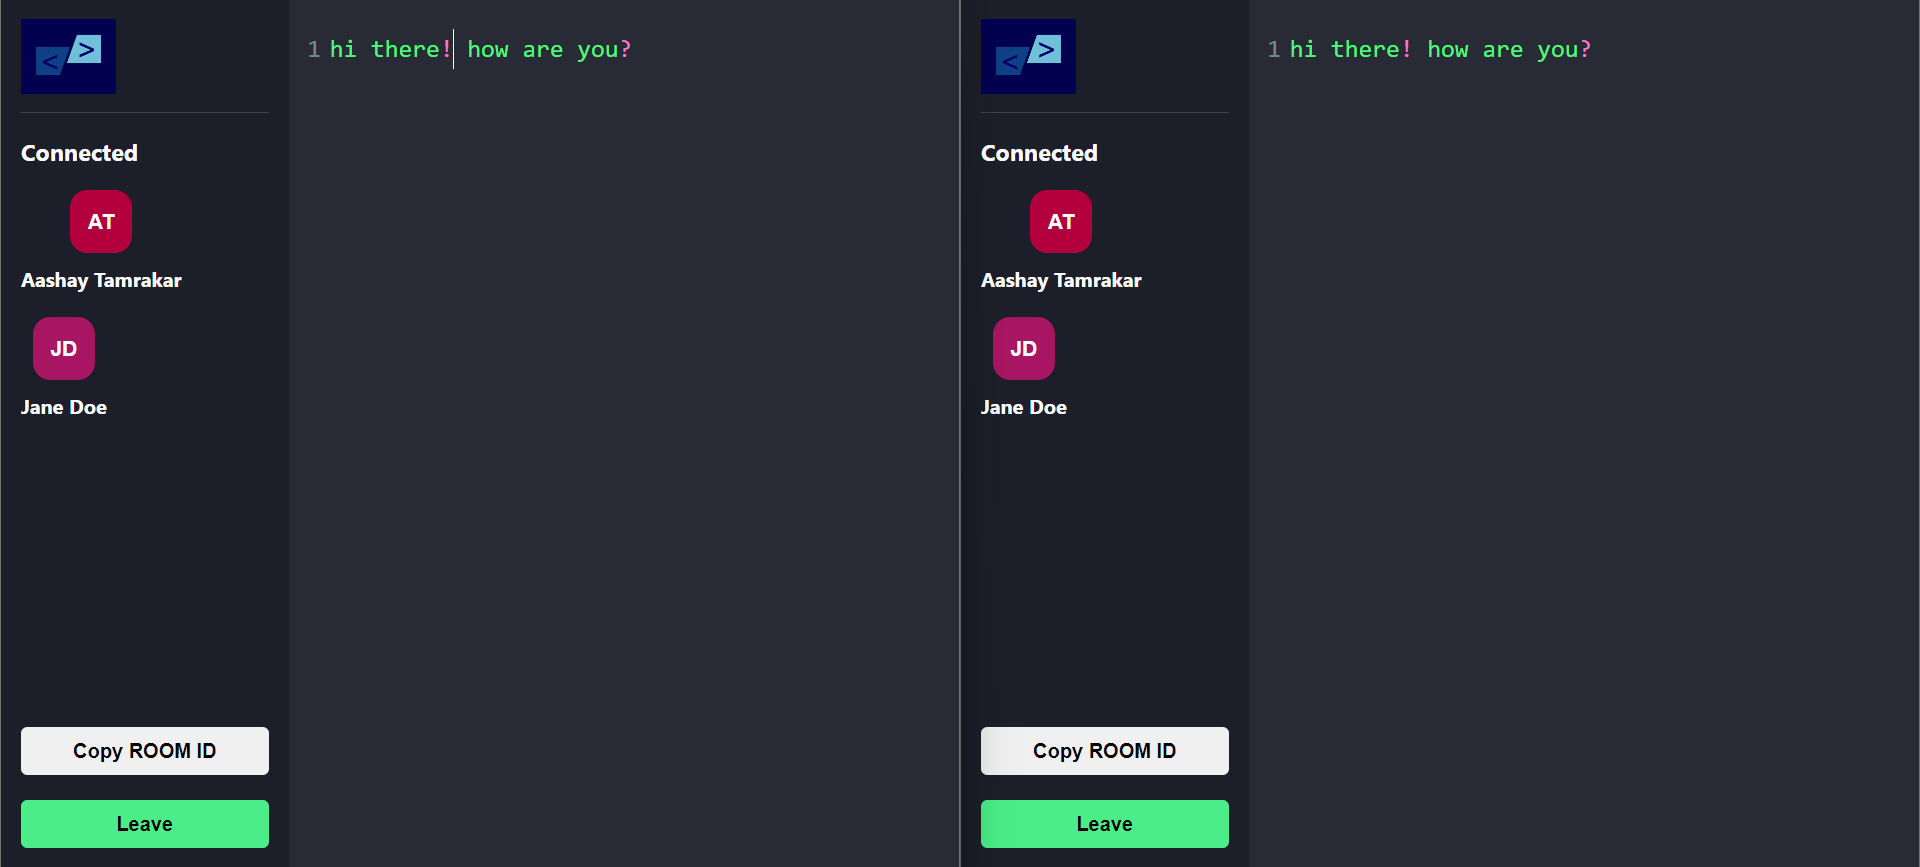 < >
1 hi there! how are you?
Connected
AT
Aashay Tamrakar
JD
Jane Doe
Copy ROOM ID
Leave
< >
1 hi there! how are you?
Connected
AT
Aashay Tamrakar
JD
Jane Doe
Copy ROOM ID
Leave